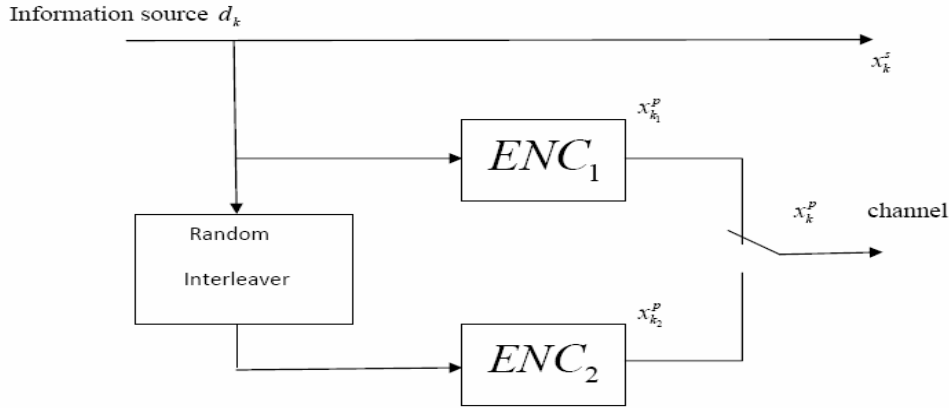 Information source d_k
x_k^s
x_{k_1}^p
ENC_1
x_k^p channel
Random
Interleaver
x_{k_2}^p
ENC_2